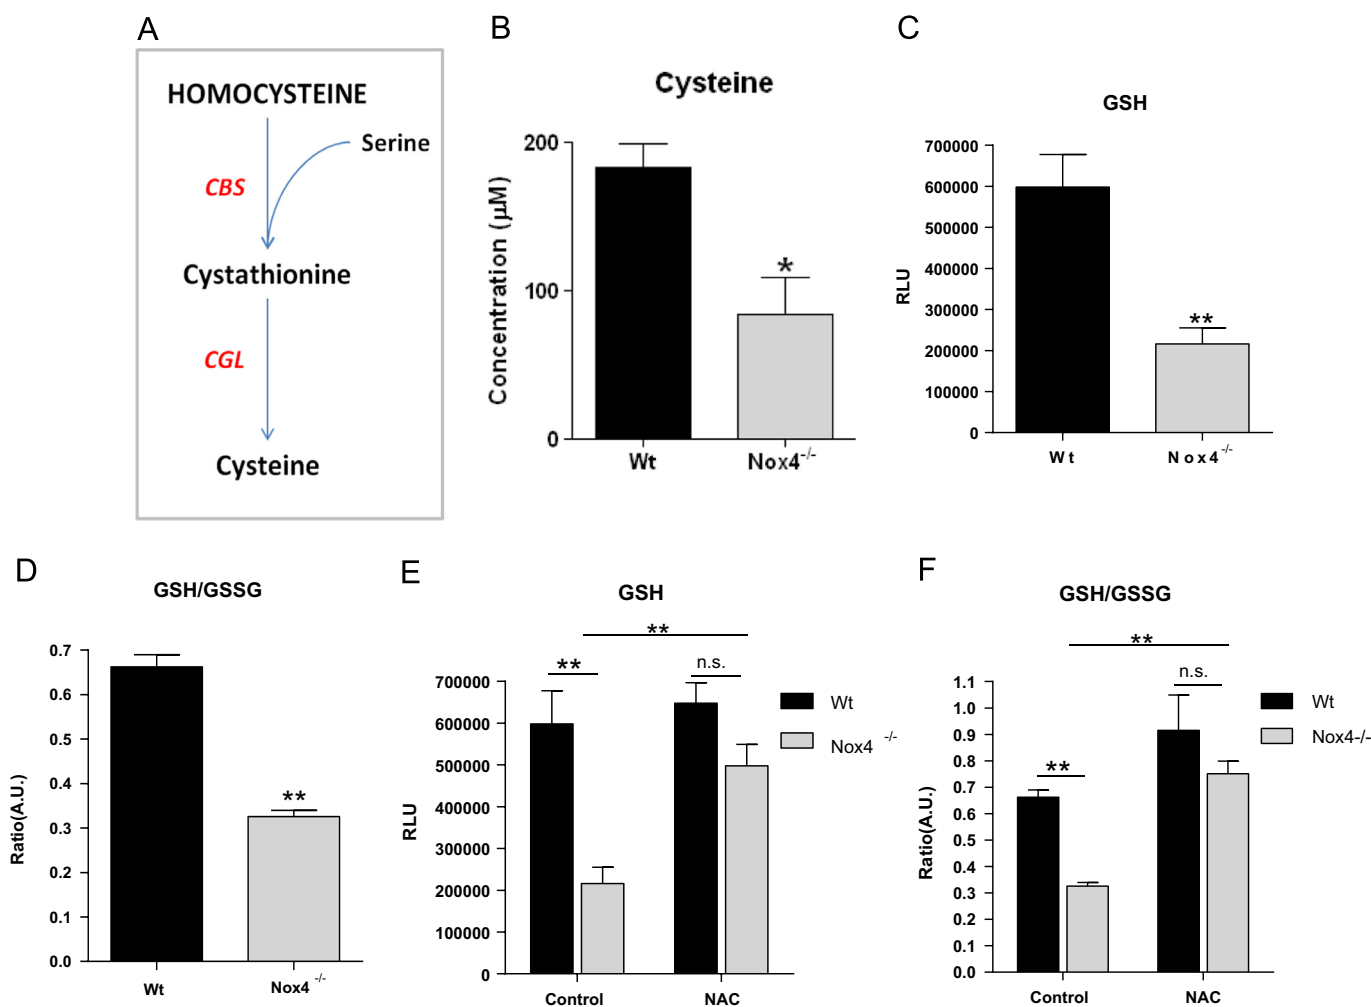 A
HOMOCYSTEINE
Serine
CBS
Cystathionine
CGL
Cysteine
B
Cysteine
Concentration (µM)
200
100
0
*
Wt
Nox4-/-
C
GSH
RLU
700000
600000
500000
400000
300000
200000
100000
0
**
Wt
Nox4-/-
D
GSH/GSSG
Ratio(A.U.)
0.7
0.6
0.5
0.4
0.3
0.2
0.1
0.0
**
Wt
Nox4 -/-
E
GSH
**
**
n.s.
RLU
700000
600000
500000
400000
300000
200000
100000
0
Control
NAC
Wt
Nox4 -/-
F
GSH/GSSG
**
**
n.s.
Ratio(A.U.)
1.1
1.0
0.9
0.8
0.7
0.6
0.5
0.4
0.3
0.2
0.1
0.0
Control
NAC
Wt
Nox4-/-